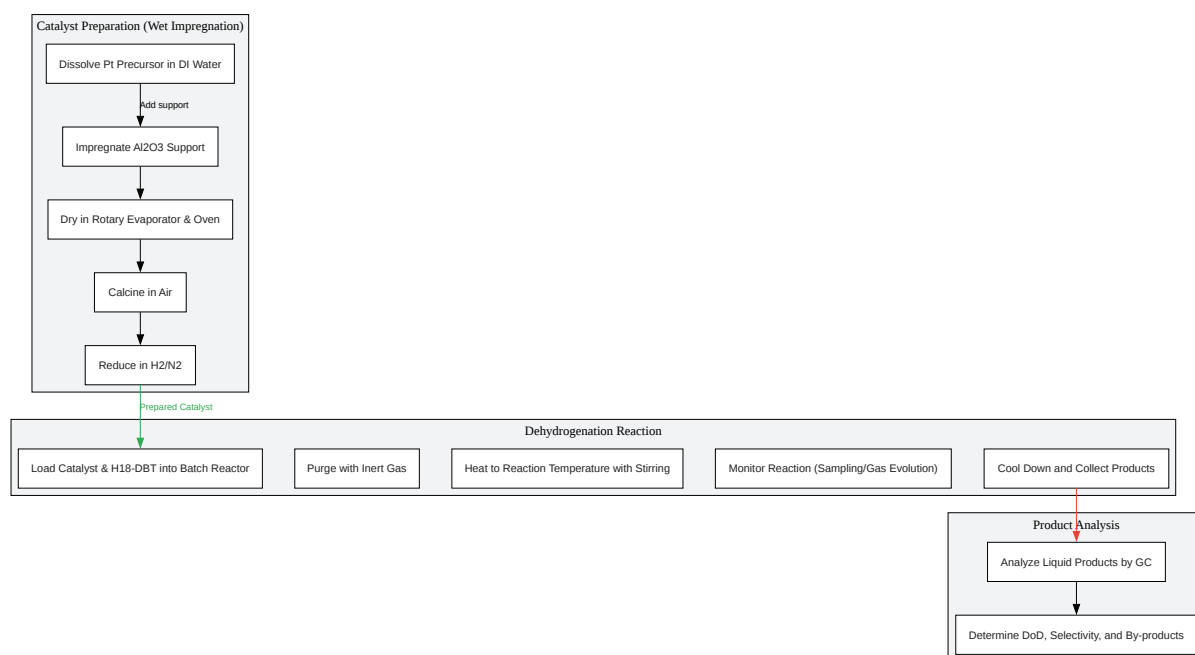 Catalyst Preparation (Wet Impregnation)
Dissolve Pt Precursor in DI Water
Add support
Impregnate Al2O3 Support
Dry in Rotary Evaporator & Oven
Calcine in Air
Reduce in H2/N2
Prepared Catalyst
Dehydrogenation Reaction
Load Catalyst & H18-DBT into Batch Reactor
Purge with Inert Gas
Heat to Reaction Temperature with Stirring
Monitor Reaction (Sampling/Gas Evolution)
Cool Down and Collect Products
Product Analysis
Analyze Liquid Products by GC
Determine DoD, Selectivity, and By-products